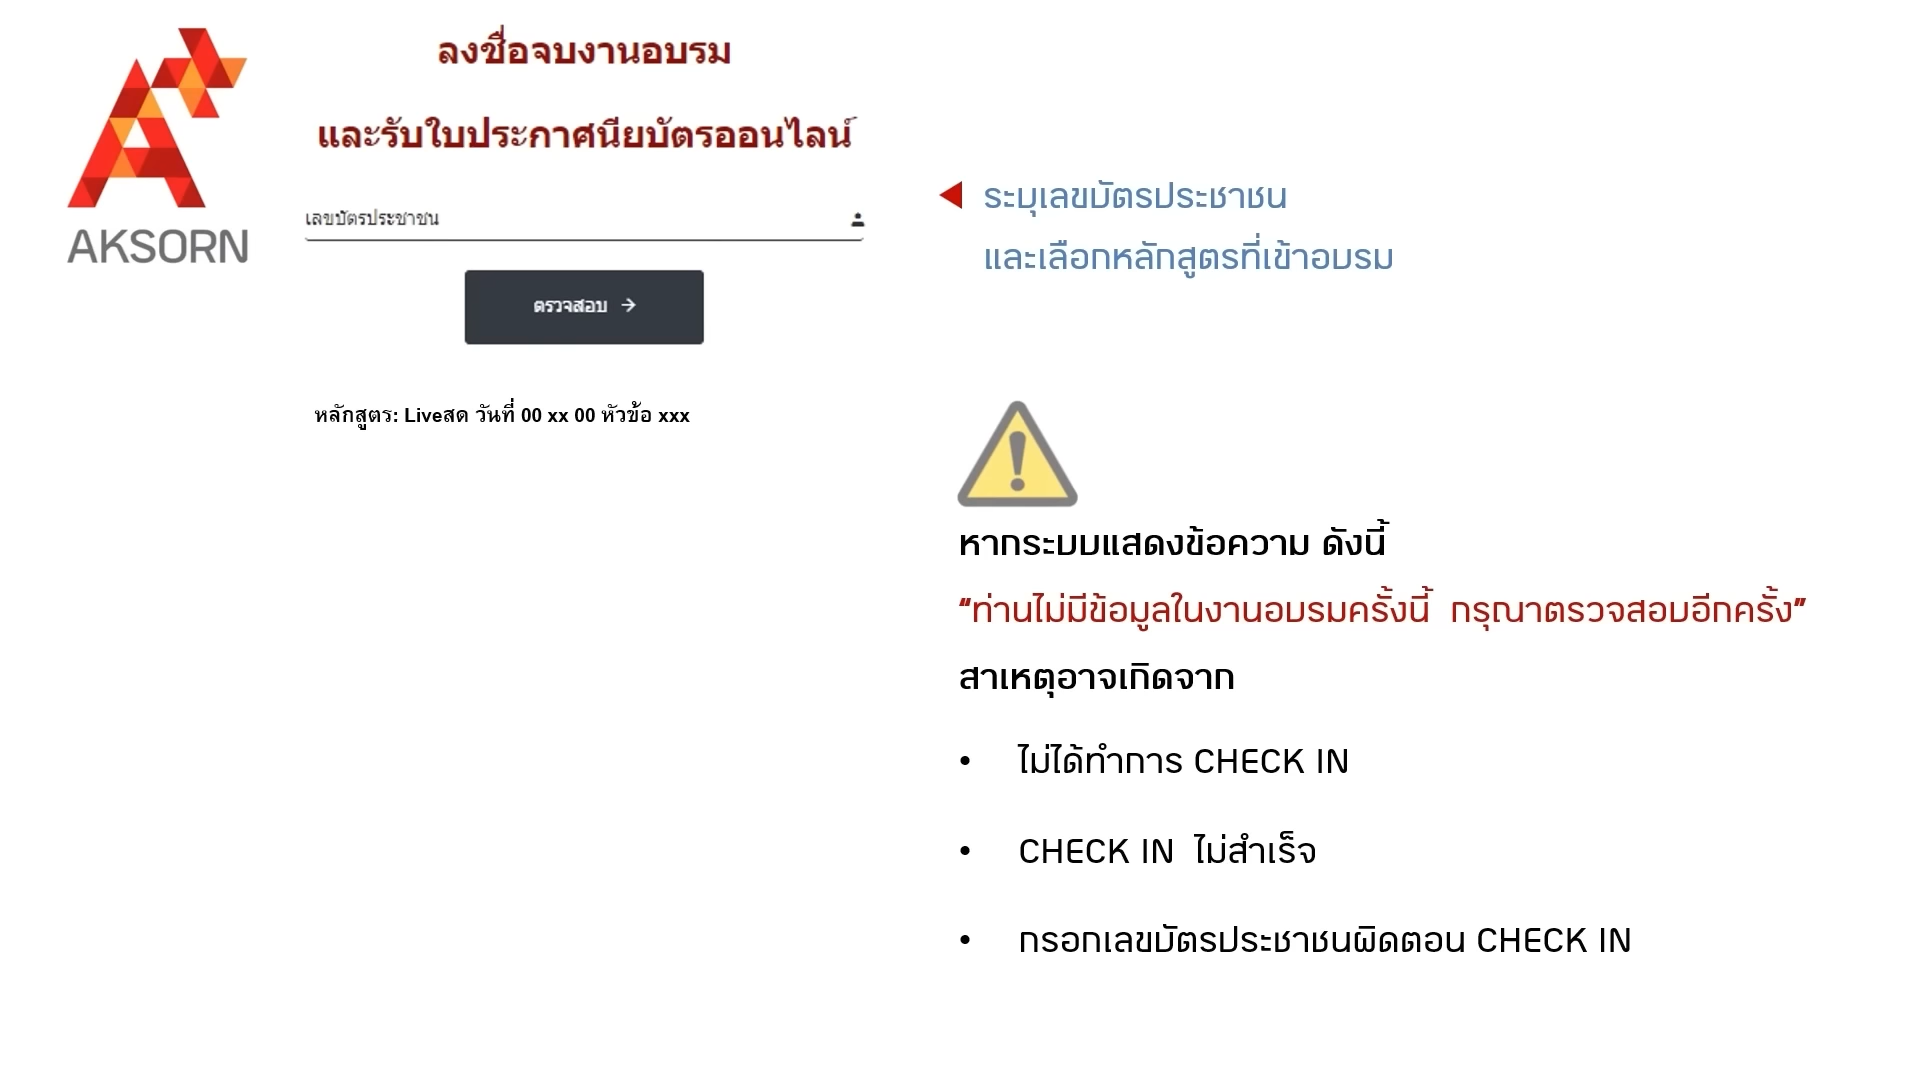 AKSORN
ลงชื่อจบงานอบรม
และรับใบประกาศนียบัตรออนไลน์
เลขบัตรประชาชน
ตรวจสอบ →
หลักสูตร: Liveสด วันที่ 00 xx 00 หัวข้อ xxx
ระบุเลขบัตรประชาชน
และเลือกหลักสูตรที่เข้าอบรม
หากระบบแสดงข้อความ ดังนี้
“ท่านไม่มีข้อมูลในงานอบรมครั้งนี้ กรุณาตรวจสอบอีกครั้ง”
สาเหตุอาจเกิดจาก
• ไม่ได้ทำการ CHECK IN
• CHECK IN ไม่สำเร็จ
• กรอกเลขบัตรประชาชนผิดตอน CHECK IN